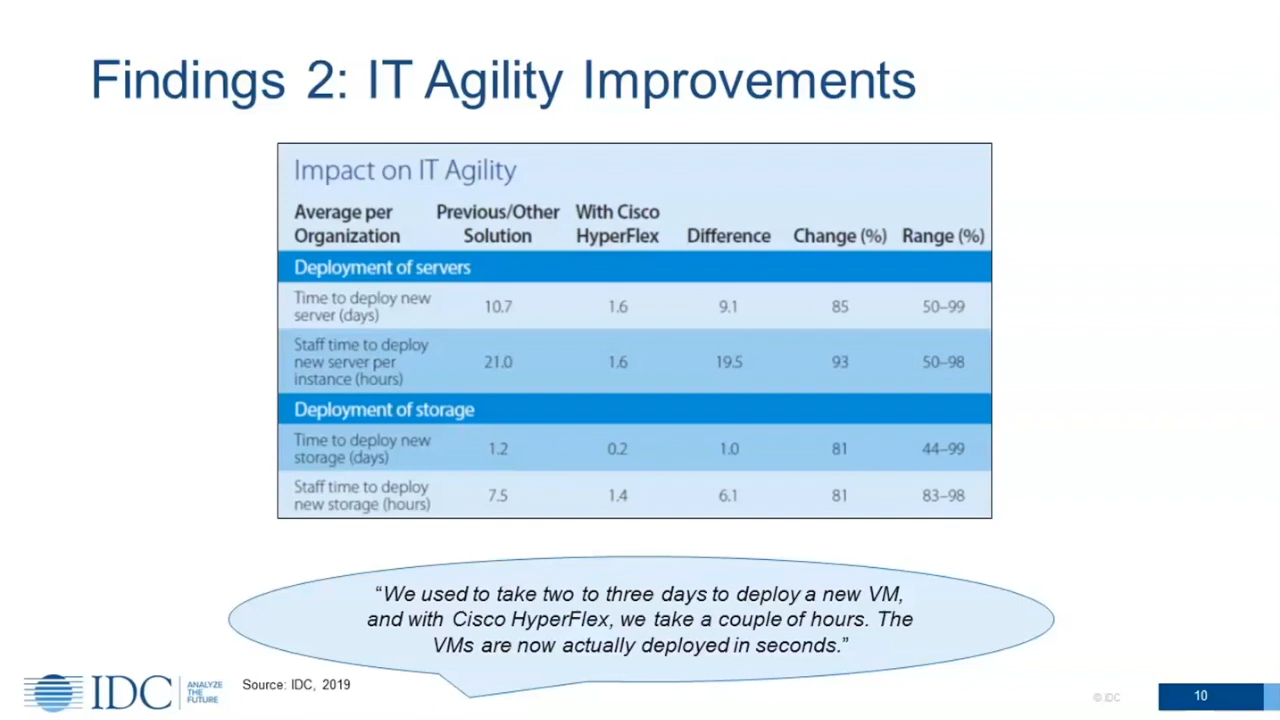 Findings 2: IT Agility Improvements
Impact on IT Agility
Average per Organization Previous/Other Solution With Cisco HyperFlex Difference Change (%) Range (%)
Deployment of servers
Time to deploy new server (days) 10.7 1.6 9.1 85 50–99
Staff time to deploy new server per instance (hours) 21.0 1.6 19.5 93 50–98
Deployment of storage
Time to deploy new storage (days) 1.2 0.2 1.0 81 44–99
Staff time to deploy new storage (hours) 7.5 1.4 6.1 81 83–98
“We used to take two to three days to deploy a new VM,
and with Cisco HyperFlex, we take a couple of hours. The
VMs are now actually deployed in seconds.”
IDC ANALYZE THE FUTURE
Source: IDC, 2019
© IDC
10